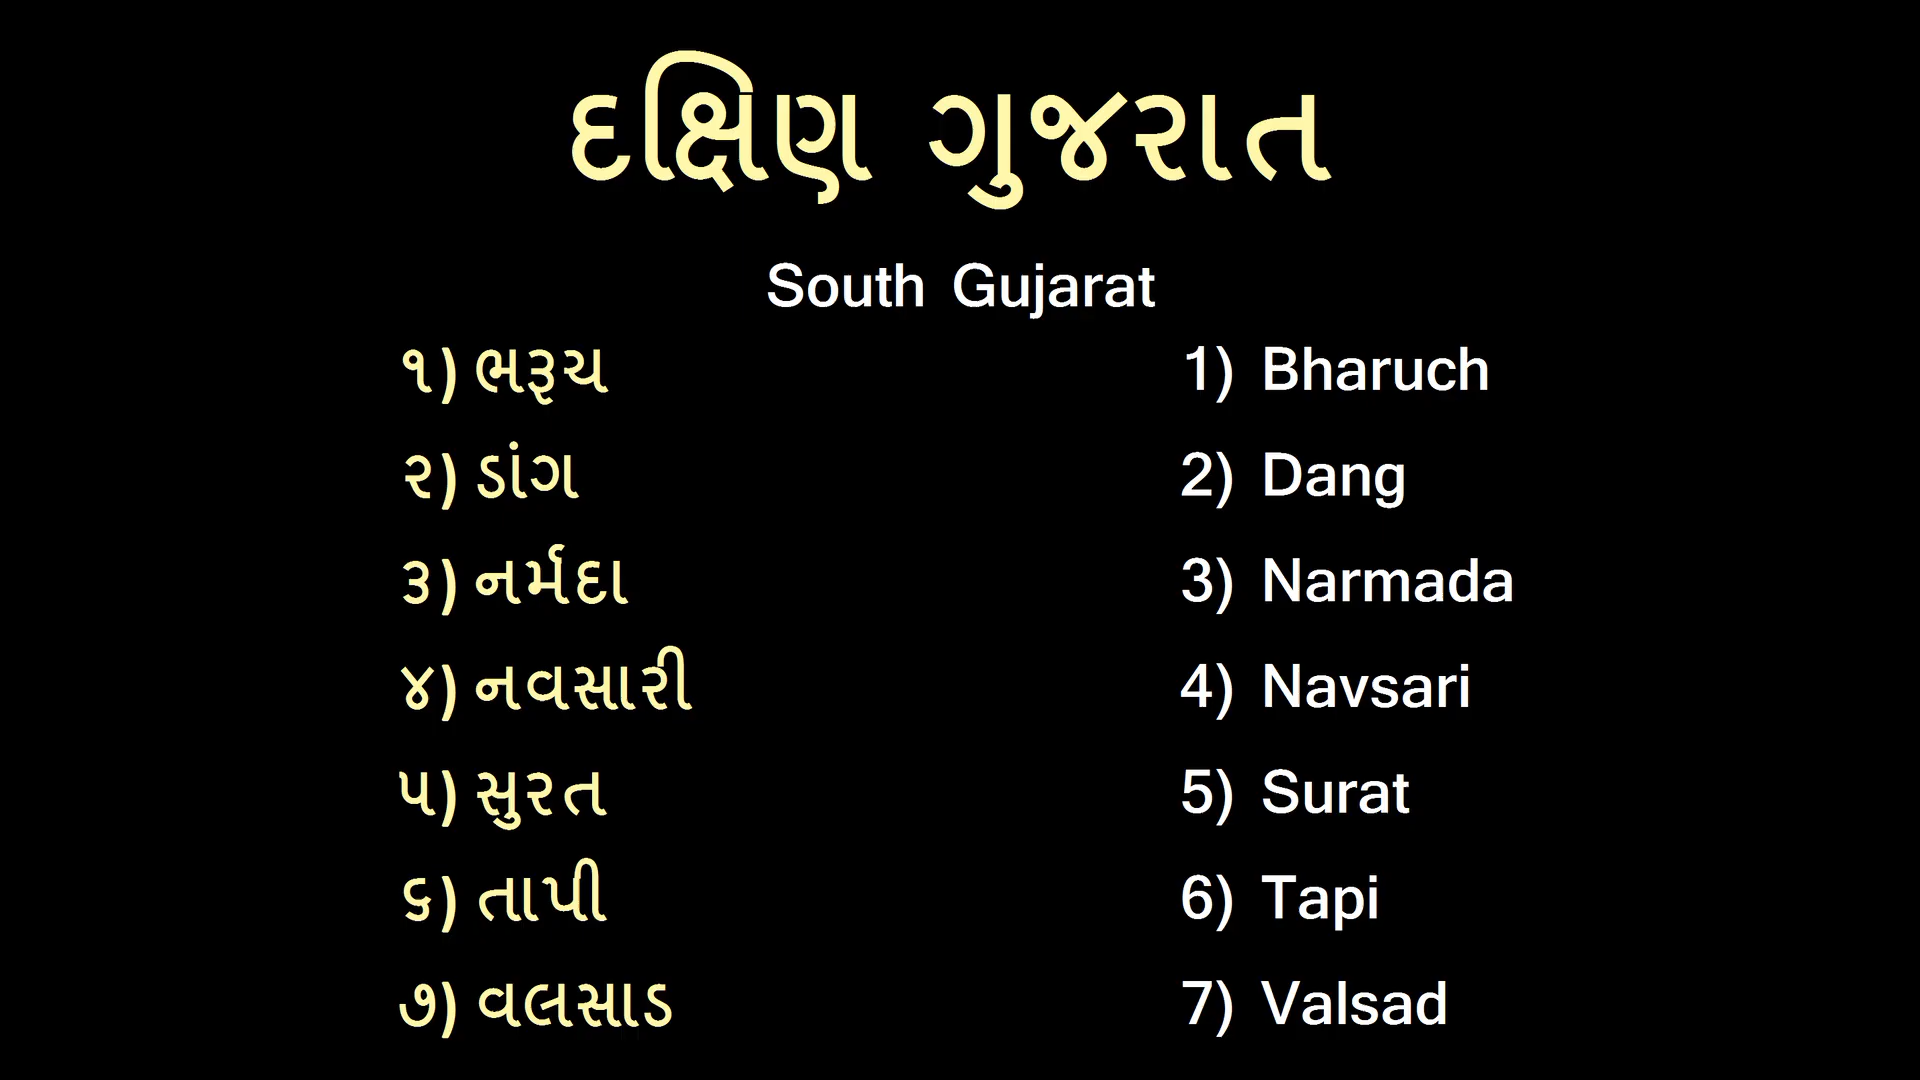 દક્ષિણ ગુજરાત
South Gujarat
૧) ભરૂચ 1) Bharuch
૨) ડાંગ 2) Dang
૩) નર્મદા 3) Narmada
૪) નવસારી 4) Navsari
૫) સુરત 5) Surat
૬) તાપી 6) Tapi
૭) વલસાડ 7) Valsad